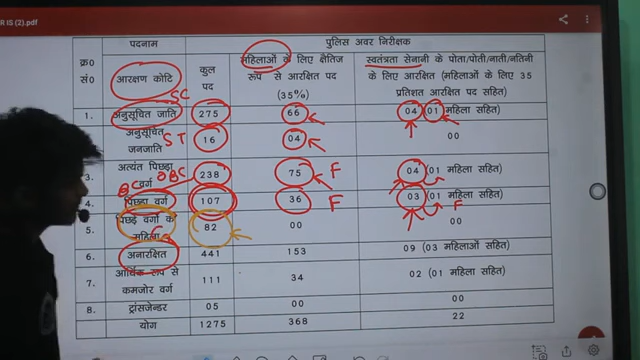 R IS (2).pdf
क्र0 सं0
पदनाम
पुलिस अवर निरीक्षक
आरक्षण कोटि
कुल पद
महिलाओं के लिए क्षैतिज रूप से आरक्षित पद (35%)
स्वतंत्रता सेनानी के पोता/पोती/नाती/नतिनी के लिए आरक्षित (महिलाओं के लिए 35 प्रतिशत आरक्षित पद सहित)
SC
1. अनुसूचित जाति 275 66 04 (01 महिला सहित)
अनुसूचित जनजाति ST 16 04 00
3. अत्यंत पिछड़ा वर्ग 238 75 F 04 (01 महिला सहित)
4. पिछड़ा वर्ग 107 36 F 03 (01 महिला सहित)
F
5. पिछड़े वर्गों की महिला 82 00 00
6. अनारक्षित 441 153 09 (03 महिलाओं सहित)
7. आर्थिक रूप से कमजोर वर्ग 111 34 02 (01 महिला सहित)
8. ट्रांसजेन्डर 05 00 00
योग 1275 368 22